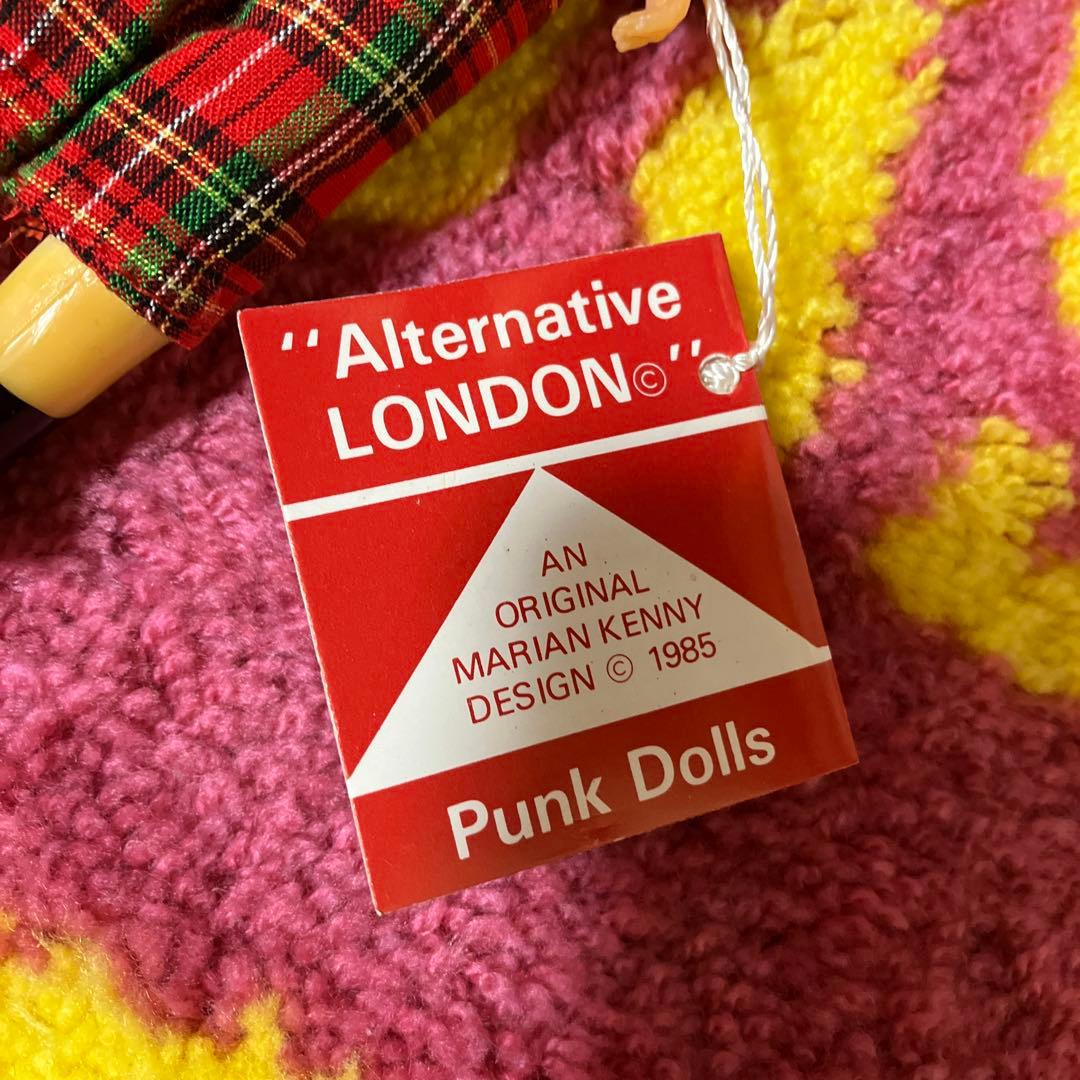 "Alternative
LONDON©"
AN
ORIGINAL
MARIAN KENNY
DESIGN © 1985
Punk Dolls